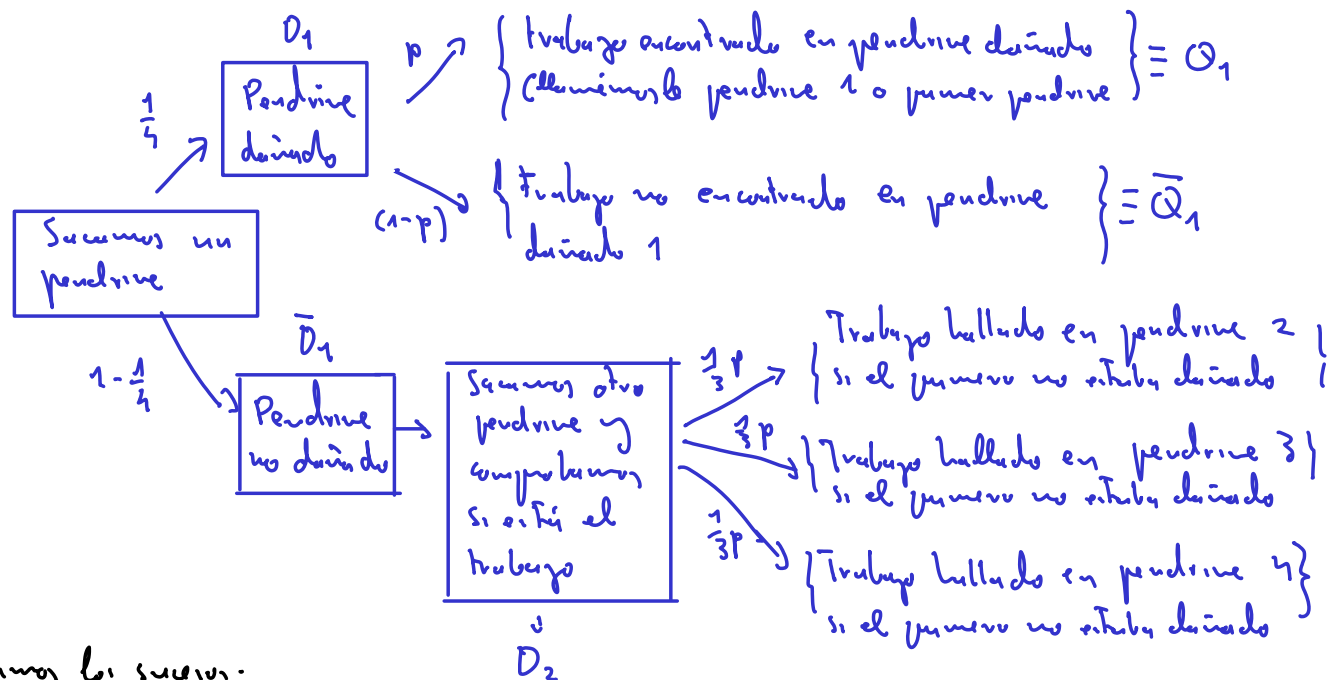 D₁
p
{ trabajo encontrado en pendrive dañado
(llamémosle pendrive 1 o primer pendrive } ≡ Q₁
1/4
Pendrive
dañado
(1-p)
{ Trabajo no encontrado en pendrive
dañado 1 } ≡ Q̄₁
Sacamos un
pendrive
1 - 1/4
D̄₁
Pendrive
no dañado
Sacamos otro
pendrive y
comprobamos
si está el
trabajo
D₂
1/3 p
{ Trabajo hallado en pendrive 2
si el primero no estaba dañado
1/3 p
{ Trabajo hallado en pendrive 3 }
si el primero no estaba dañado
1/3 p
{ Trabajo hallado en pendrive 4 }
si el primero no estaba dañado
los sucesos.